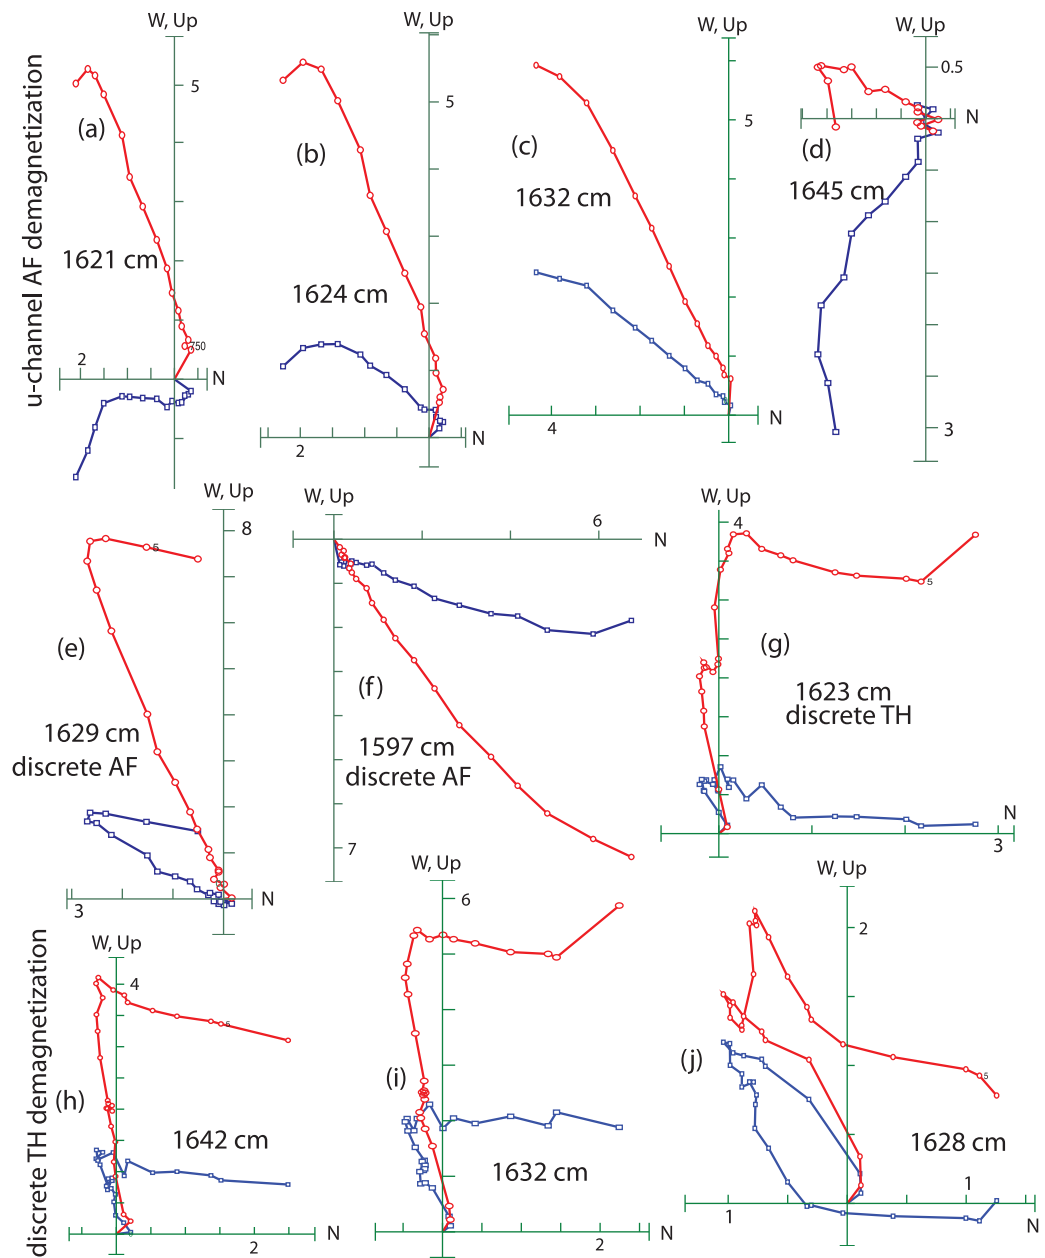 W, Up
W, Up
W, Up
W, Up
u-channel AF demagnetization
(a)
5
1621 cm
750
2
N
(b)
5
1624 cm
2
N
(c)
5
1632 cm
4
N
(d)
0.5
N
1645 cm
3
W, Up
8
(e)
5
1629 cm
discrete AF
3
N
W, Up
6
N
(f)
1597 cm
discrete AF
7
W, Up
4
5
(g)
1623 cm
discrete TH
N
3
discrete TH demagnetization
W, Up
4
5
(h)
1642 cm
2
N
W, Up
6
(i)
1632 cm
2
N
W, Up
2
5
(j)
1628 cm
1
1
N